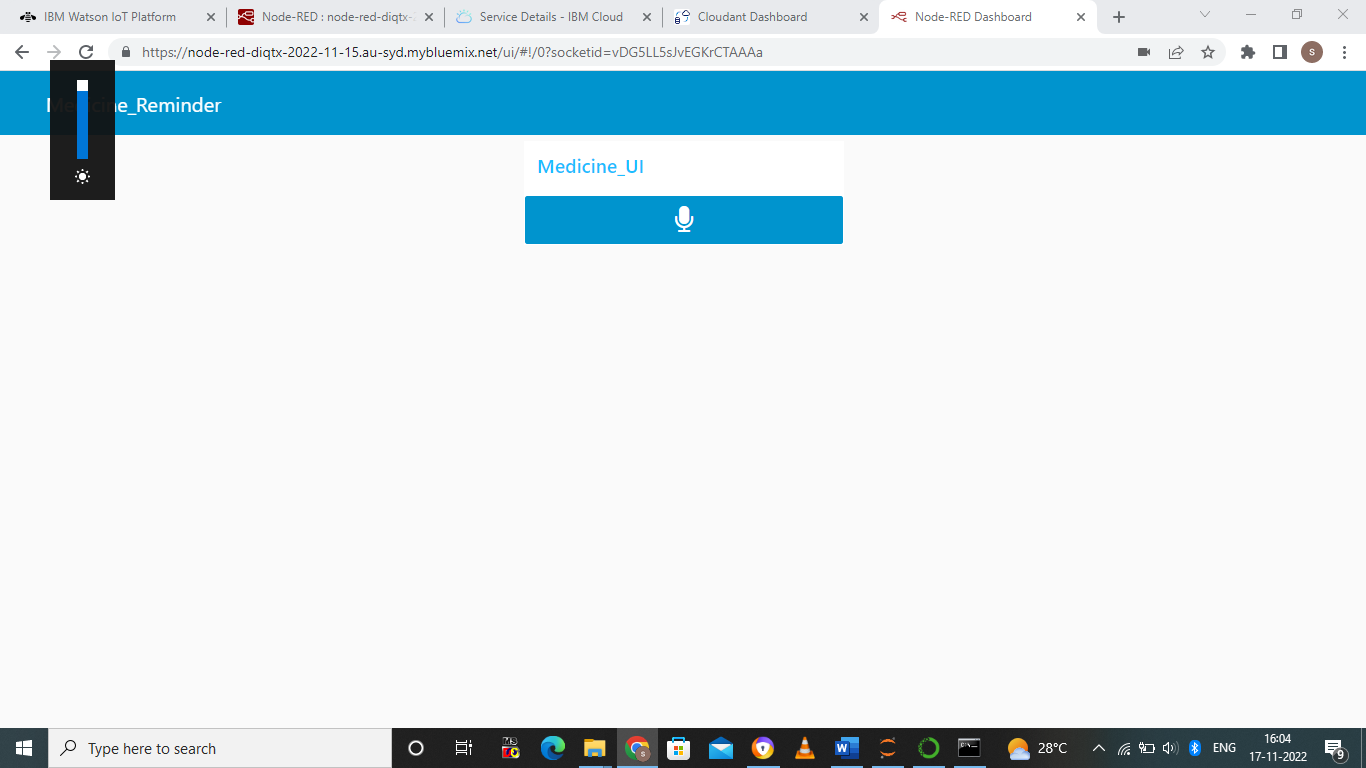 IBM Watson IoT Platform
Node-RED : node-red-diqtx-2
Service Details - IBM Cloud
Cloudant Dashboard
Node-RED Dashboard
https://node-red-diqtx-2022-11-15.au-syd.mybluemix.net/ui/#!/0?socketid=vDG5LL5sJvEGKrCTAAAa
S
Medicine_Reminder
Medicine_UI
Type here to search
28°C
ENG
16:04
17-11-2022
9